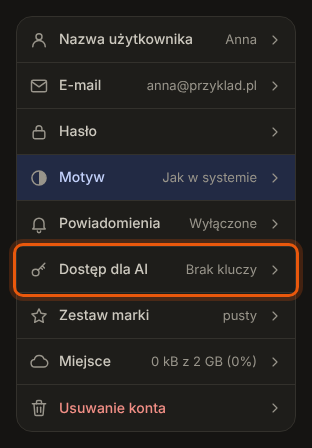 Nazwa użytkownika Anna
E-mail anna@przyklad.pl
Hasło
Motyw Jak w systemie
Powiadomienia Wyłączone
Dostęp dla AI Brak kluczy
Zestaw marki pusty
Miejsce 0 kB z 2 GB (0%)
Usuwanie konta